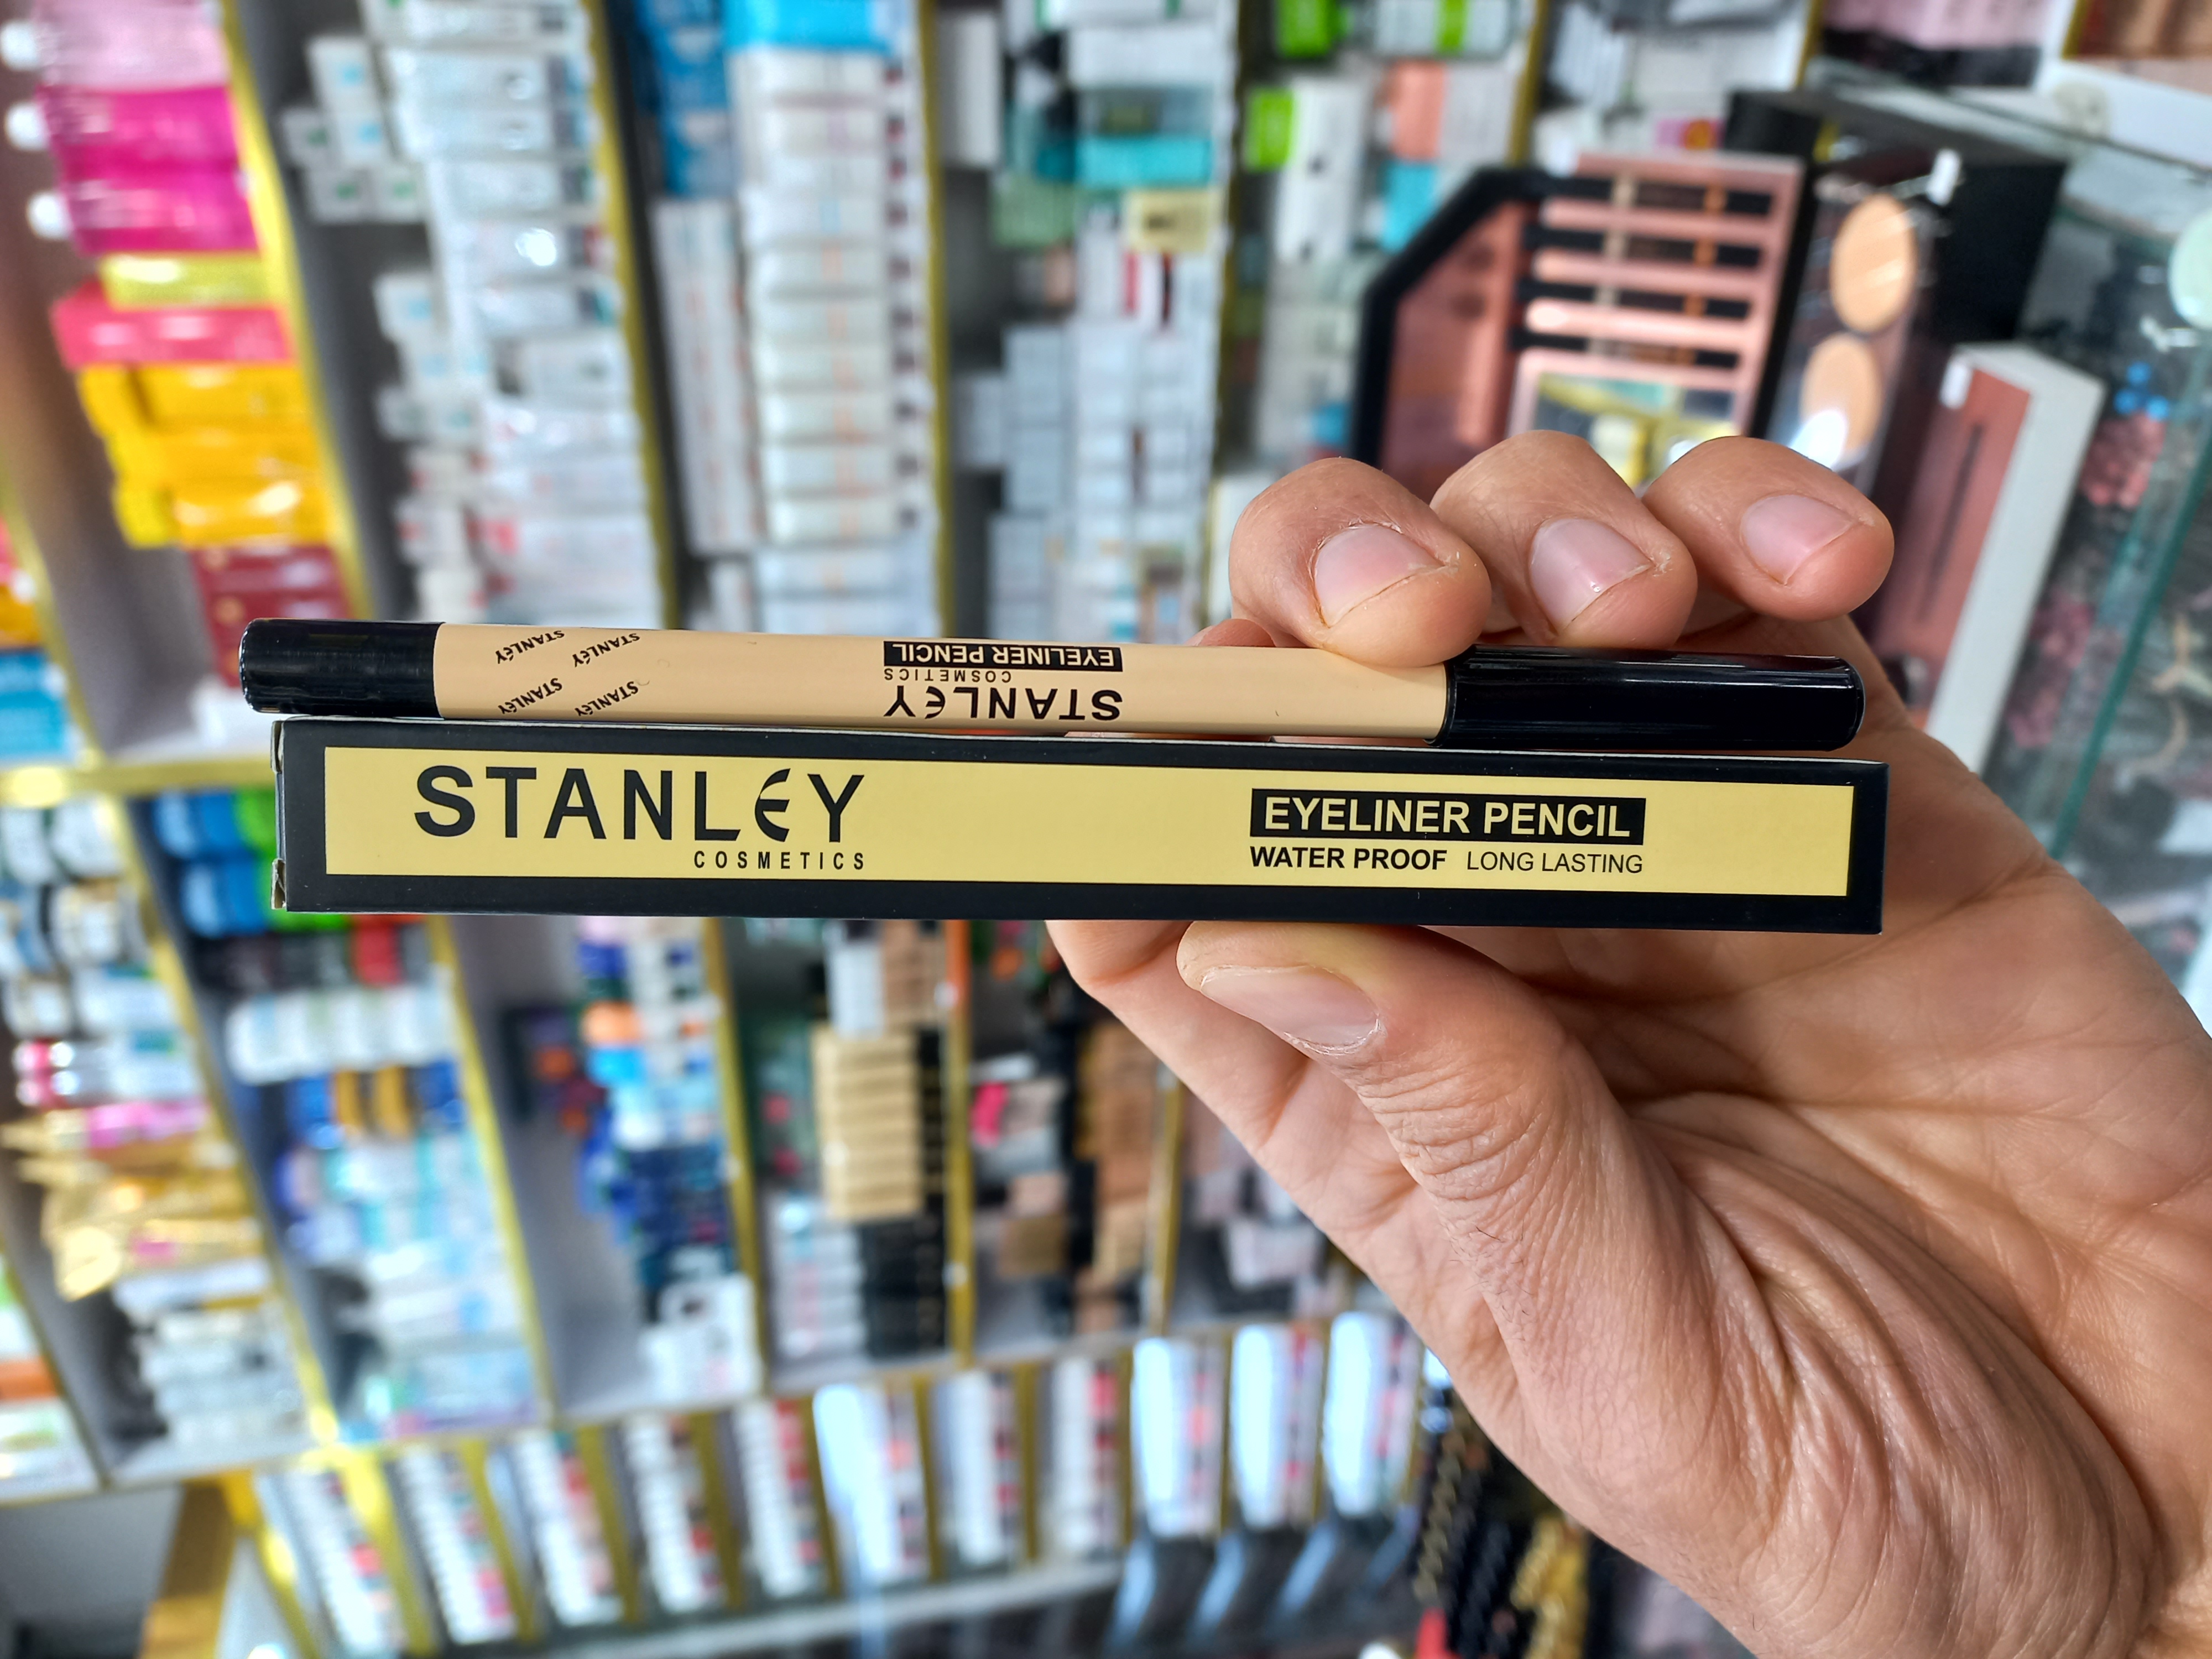 STANLEY
STANLEY
STANLEY
STANLEY
STANLEY
COSMETICS
EYELINER PENCIL
STANLEY
COSMETICS
EYELINER PENCIL
WATER PROOF LONG LASTING